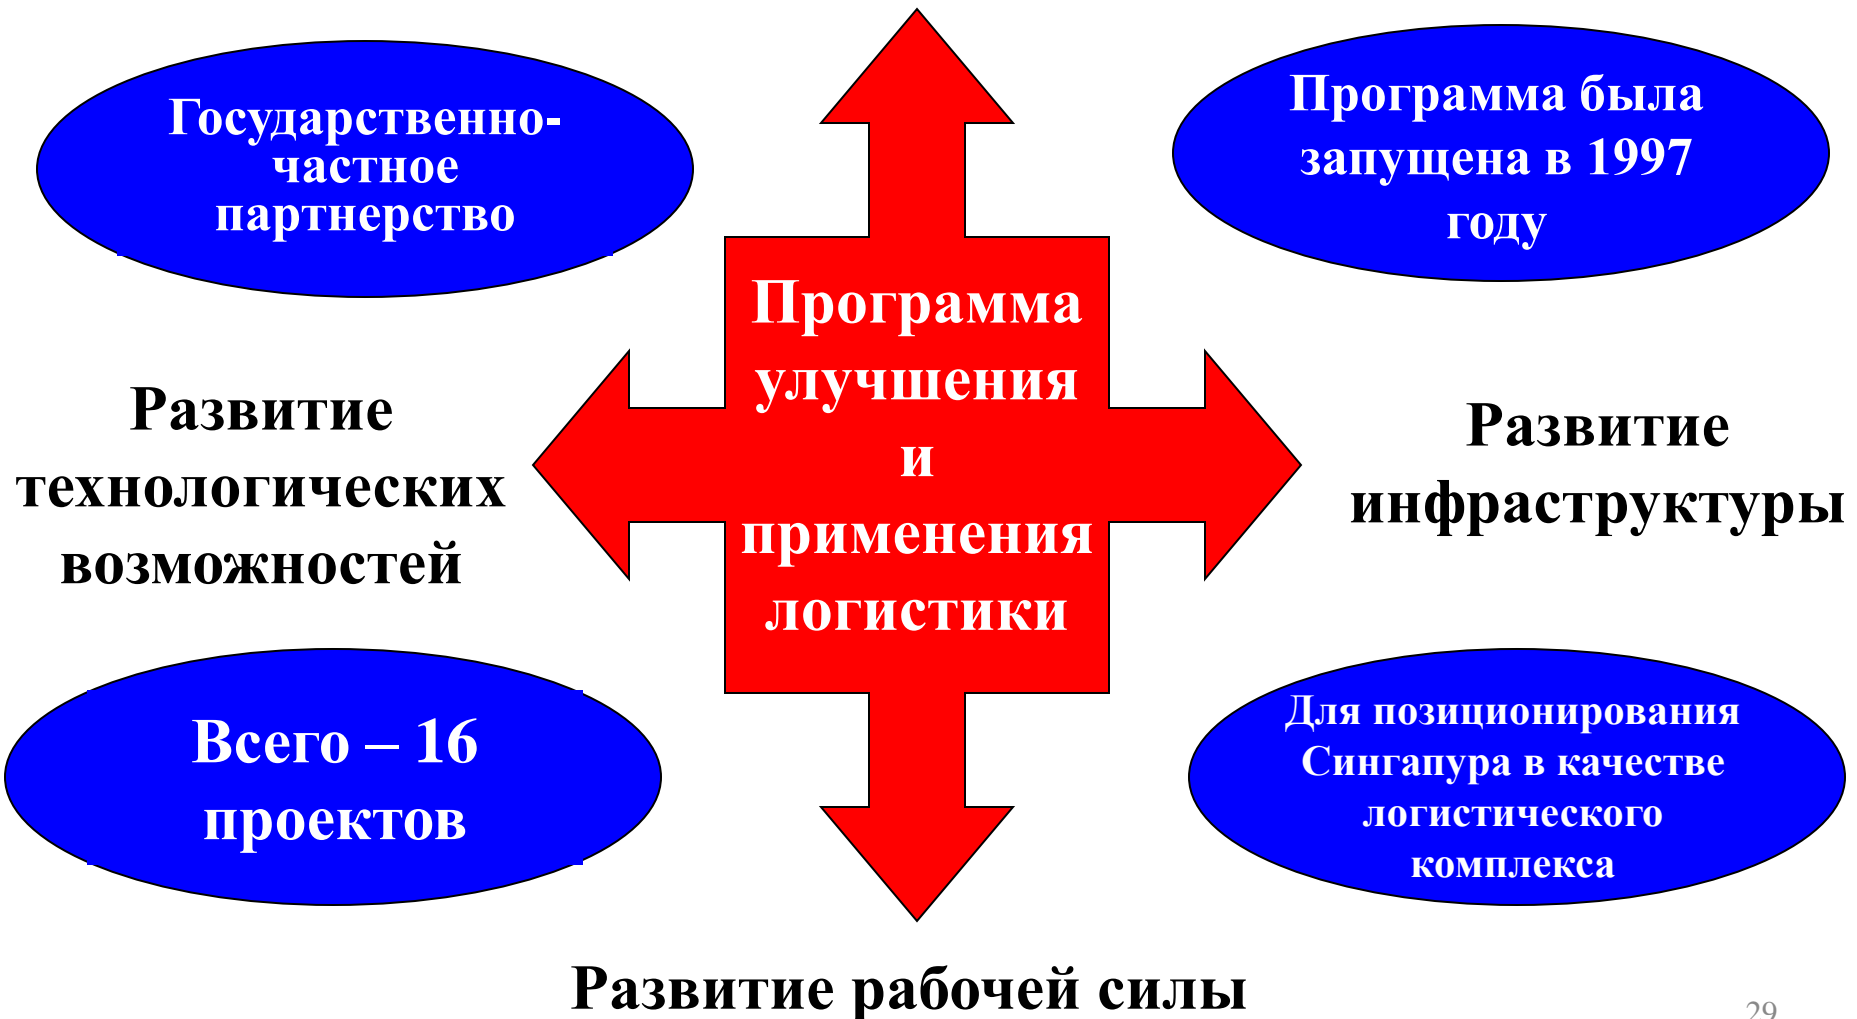 Государственно-
частное
партнерство
Программа была
запущена в 1997
году
Программа
улучшения
и
применения
логистики
Развитие
технологических
возможностей
Развитие
инфраструктуры
Всего – 16
проектов
Для позиционирования
Сингапура в качестве
логистического
комплекса
Развитие рабочей силы
29